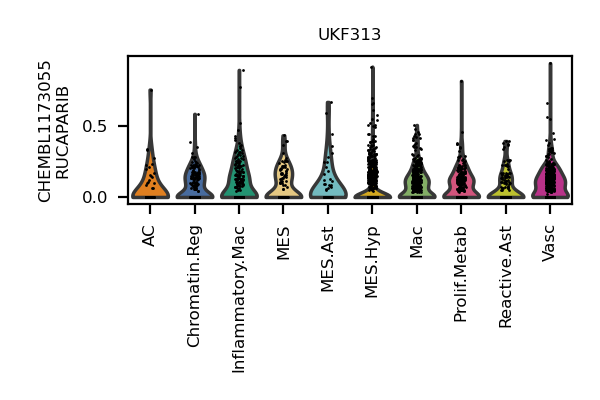 UKF313
CHEMBL1173055
RUCAPARIB
0.5
0.0
AC
Chromatin.Reg
Inflammatory.Mac
MES
MES.Ast
MES.Hyp
Mac
Prolif.Metab
Reactive.Ast
Vasc